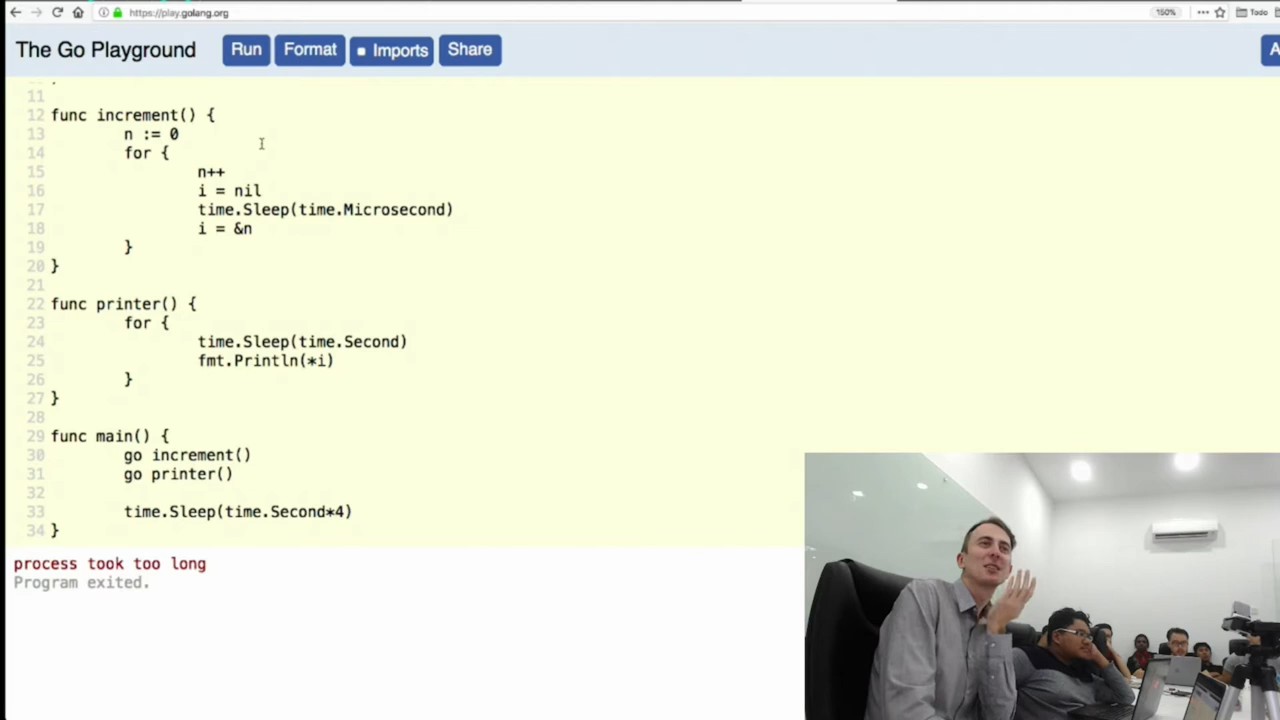 https://play.golang.org
150%
Todo
The Go Playground
Run
Format
Imports
Share
A
11
12 func increment() {
13 n := 0
14 for {
15 n++
16 i = nil
17 time.Sleep(time.Microsecond)
18 i = &n
19 }
20 }
21
22 func printer() {
23 for {
24 time.Sleep(time.Second)
25 fmt.Println(*i)
26 }
27 }
28
29 func main() {
30 go increment()
31 go printer()
32
33 time.Sleep(time.Second*4)
34 }
process took too long
Program exited.